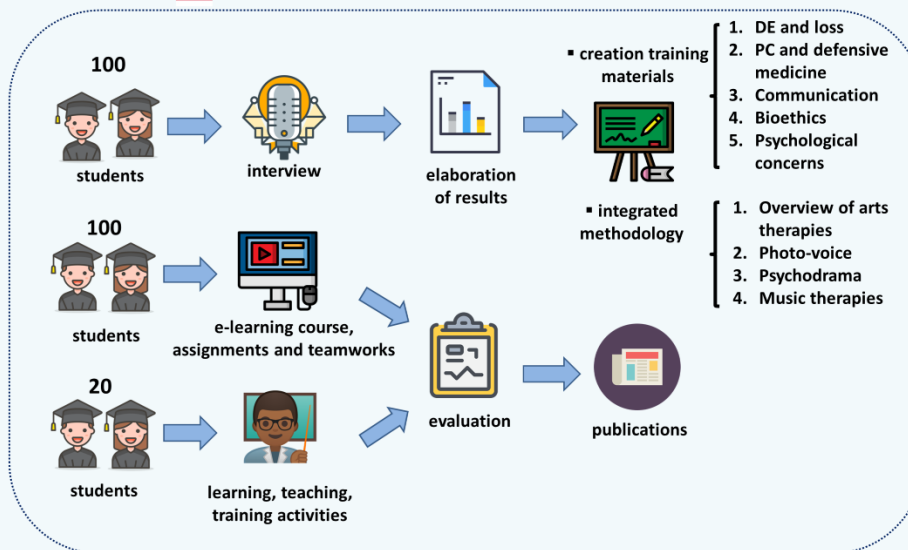 100
students
interview
elaboration
of results
▪ creation training
materials
1. DE and loss
2. PC and defensive
medicine
3. Communication
4. Bioethics
5. Psychological
concerns
▪ integrated
methodology
1. Overview of arts
therapies
2. Photo-voice
3. Psychodrama
4. Music therapies
100
students
e-learning course,
assignments and teamworks
20
students
learning, teaching,
training activities
evaluation
publications